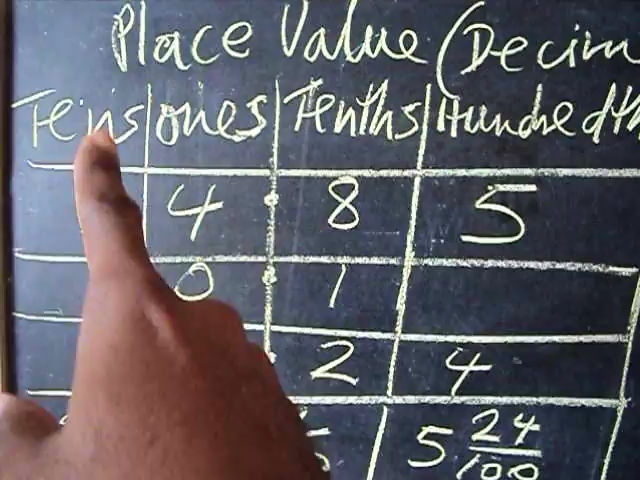 Place Value (Decim
Tens ones Tenths Hundredth
4 . 8 5
0 . 1
2 4
5 24/100